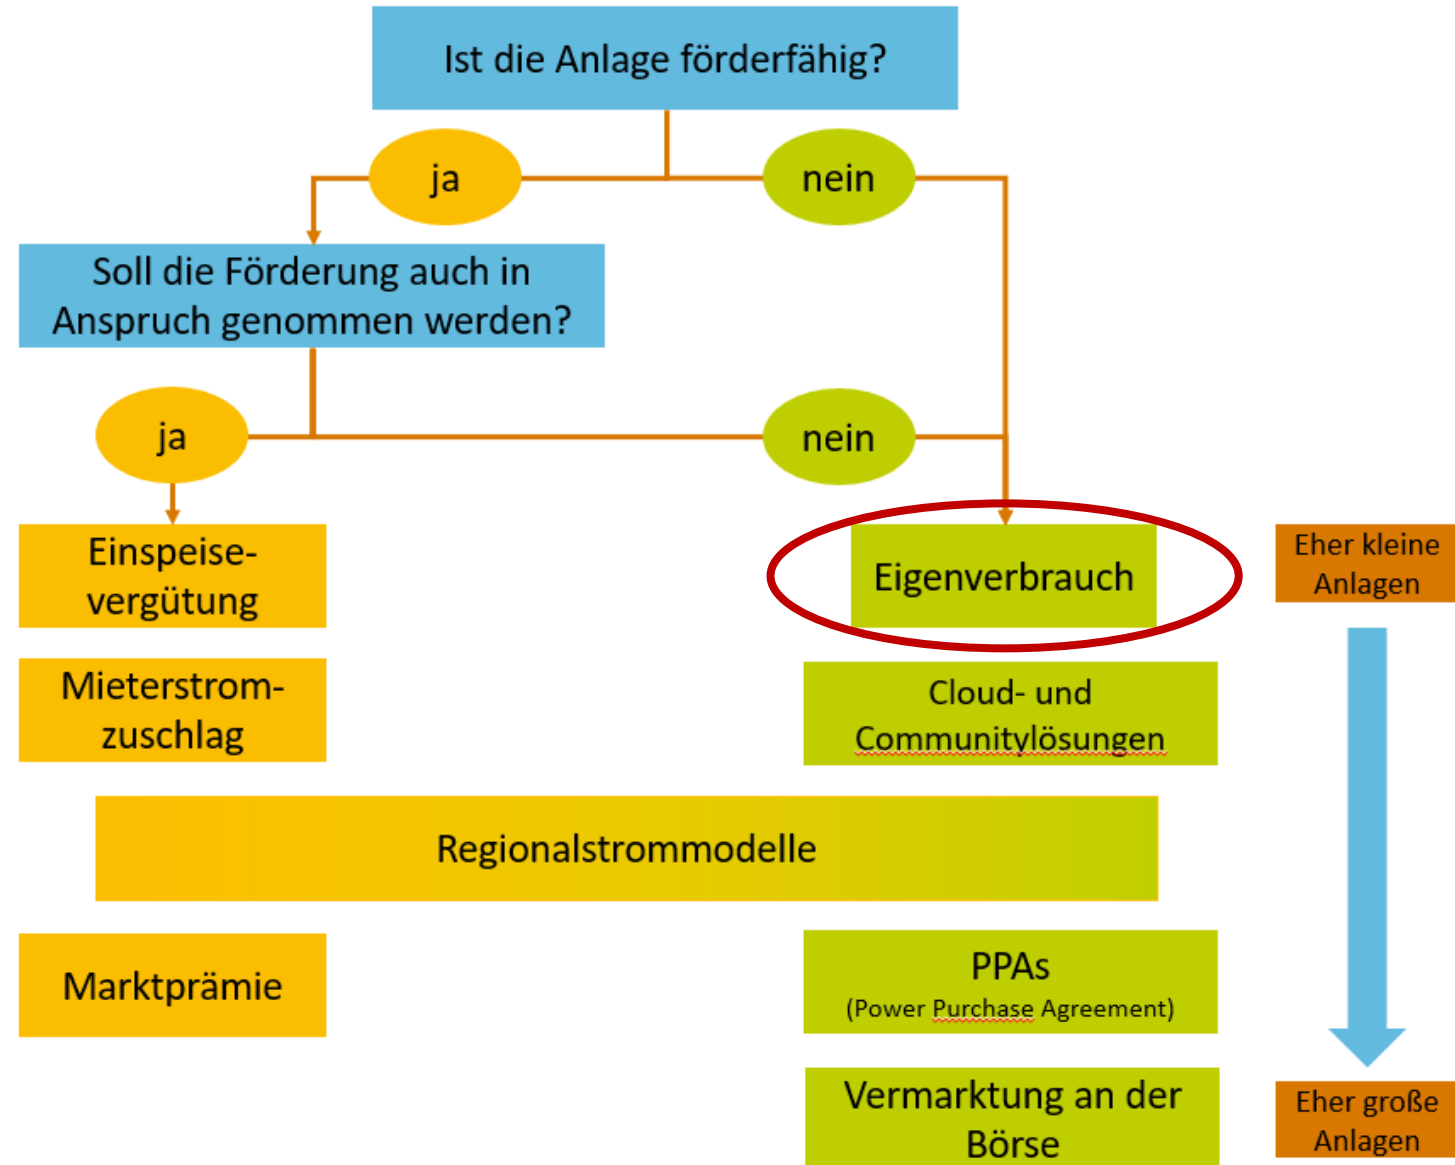 Ist die Anlage förderfähig?
ja
nein
Soll die Förderung auch in
Anspruch genommen werden?
ja
nein
Einspeise-
vergütung
Eigenverbrauch
Eher kleine
Anlagen
Mieterstrom-
zuschlag
Cloud- und
Communitylösungen
Regionalstrommodelle
Marktprämie
PPAs
(Power Purchase Agreement)
Vermarktung an der
Börse
Eher große
Anlagen